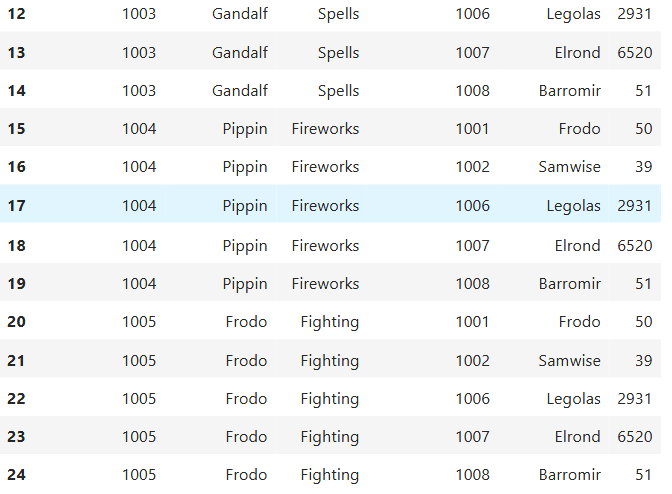 12 1003 Gandalf Spells 1006 Legolas 2931
13 1003 Gandalf Spells 1007 Elrond 6520
14 1003 Gandalf Spells 1008 Barromir 51
15 1004 Pippin Fireworks 1001 Frodo 50
16 1004 Pippin Fireworks 1002 Samwise 39
17 1004 Pippin Fireworks 1006 Legolas 2931
18 1004 Pippin Fireworks 1007 Elrond 6520
19 1004 Pippin Fireworks 1008 Barromir 51
20 1005 Frodo Fighting 1001 Frodo 50
21 1005 Frodo Fighting 1002 Samwise 39
22 1005 Frodo Fighting 1006 Legolas 2931
23 1005 Frodo Fighting 1007 Elrond 6520
24 1005 Frodo Fighting 1008 Barromir 51